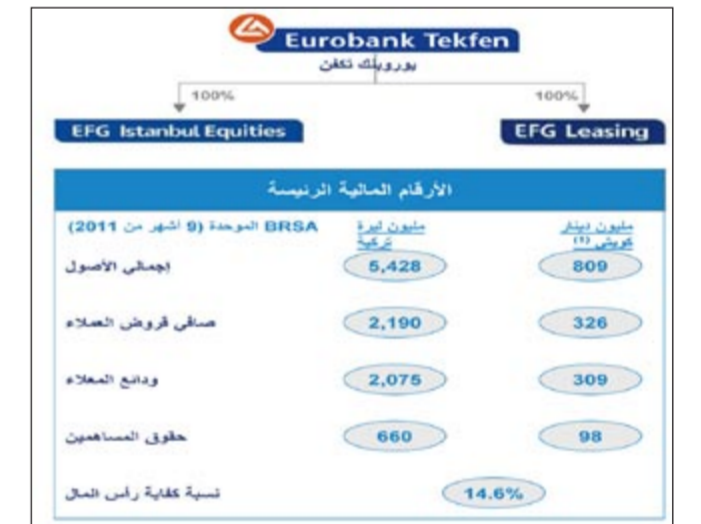 Eurobank Tekfen
يوروبنك تكفن
100% 100%
EFG Istanbul Equities EFG Leasing
الأرقام المالية الرئيسة
BRSA الموحدة (9 أشهر من 2011) مليون ليرة تركية مليون دينار كويتي (1)
إجمالي الأصول 5,428 809
صافي قروض العملاء 2,190 326
ودائع المعلاء 2,075 309
حقوق المساهمين 660 98
نسبة كفاية رأس المال 14.6%